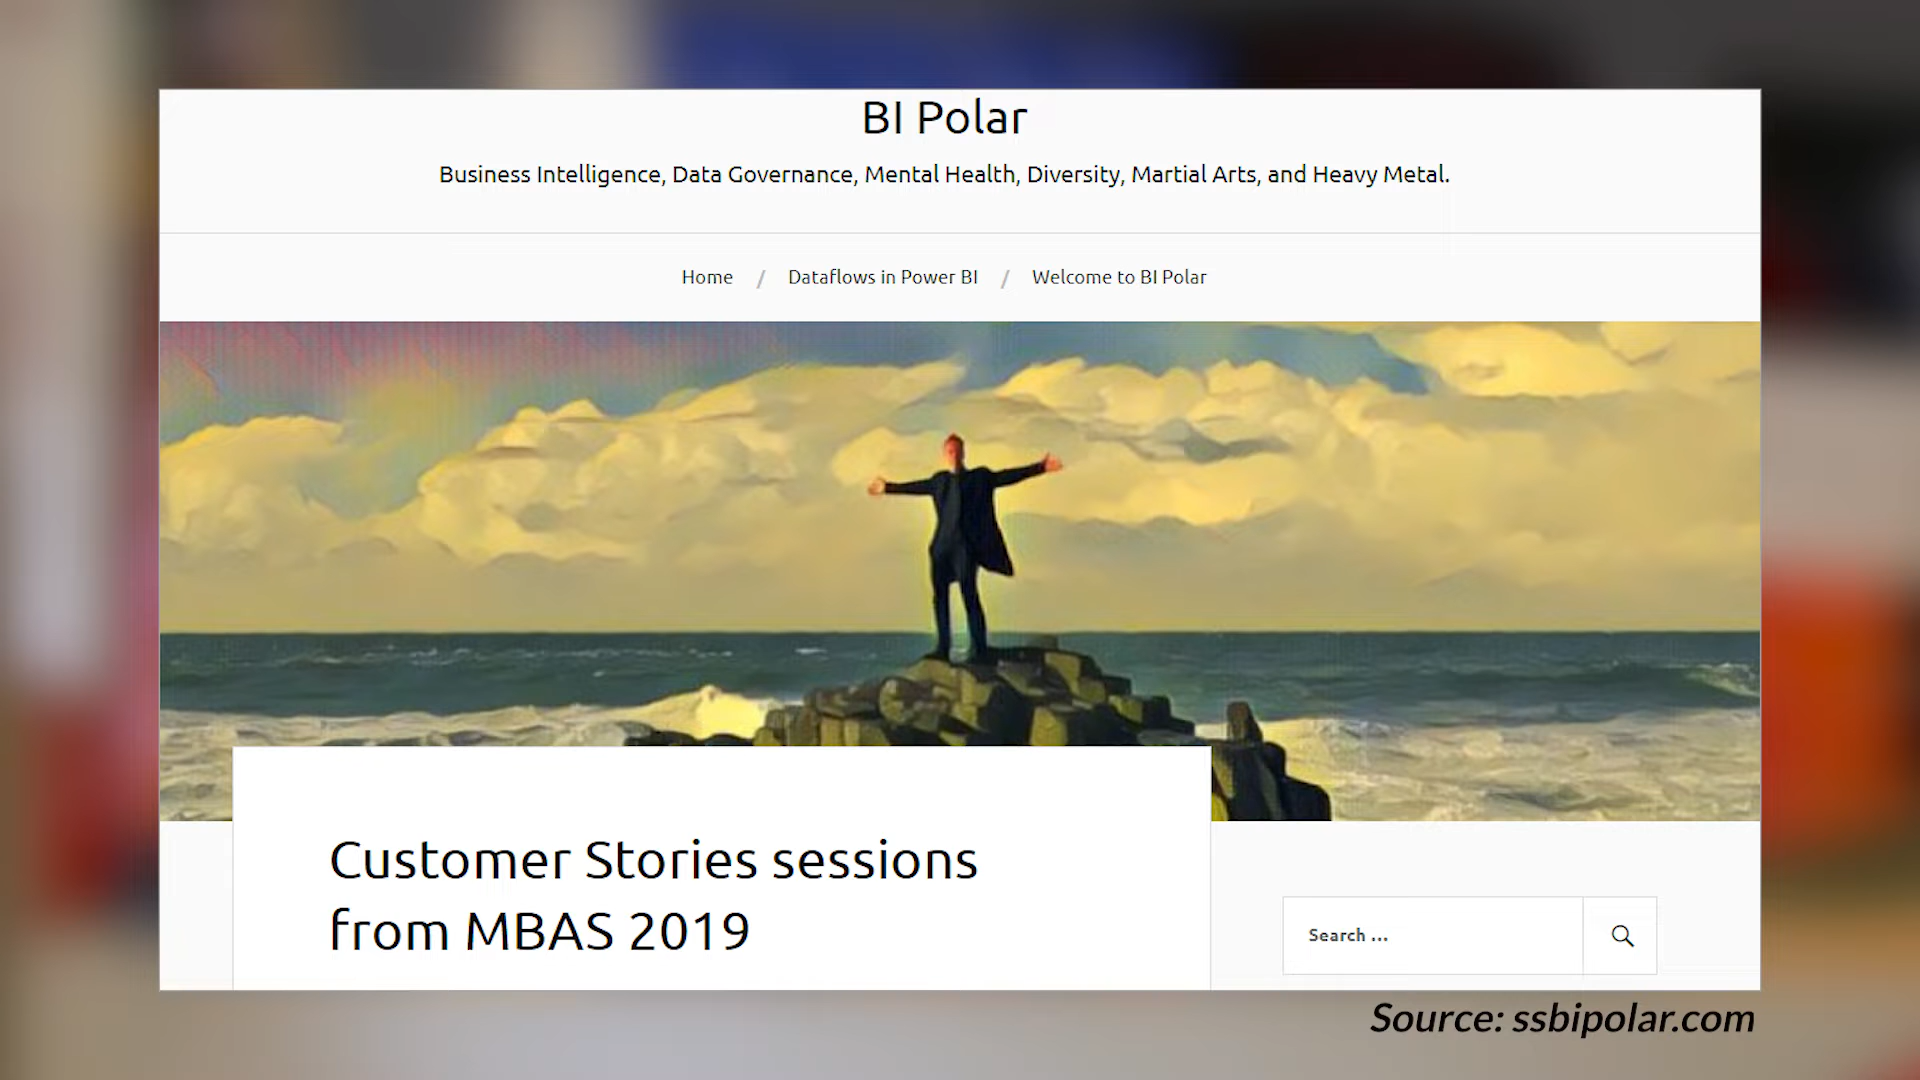 BI Polar
Business Intelligence, Data Governance, Mental Health, Diversity, Martial Arts, and Heavy Metal.
Home / Dataflows in Power BI / Welcome to BI Polar
Customer Stories sessions
from MBAS 2019
Search ...
Source: ssbipolar.com